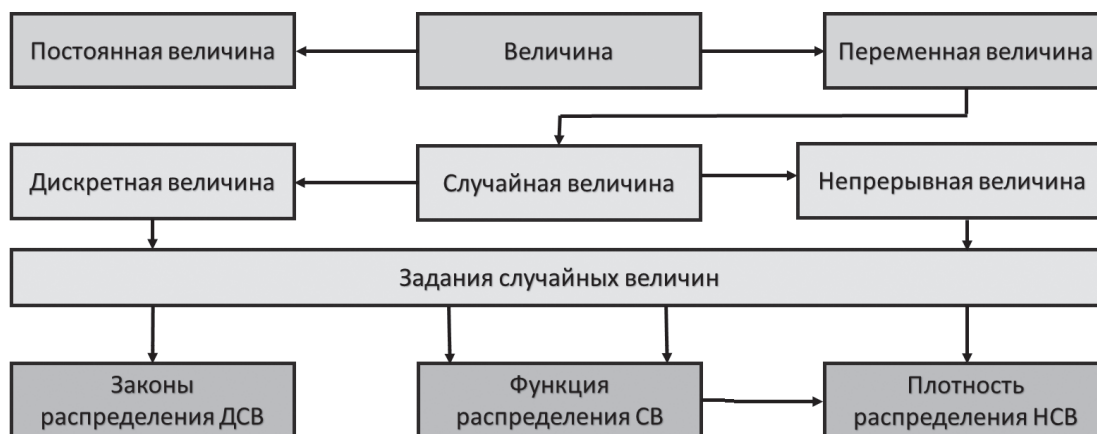 Постоянная величина
Величина
Переменная величина
Дискретная величина
Случайная величина
Непрерывная величина
Задания случайных величин
Законы
распределения ДСВ
Функция
распределения СВ
Плотность
распределения НСВ